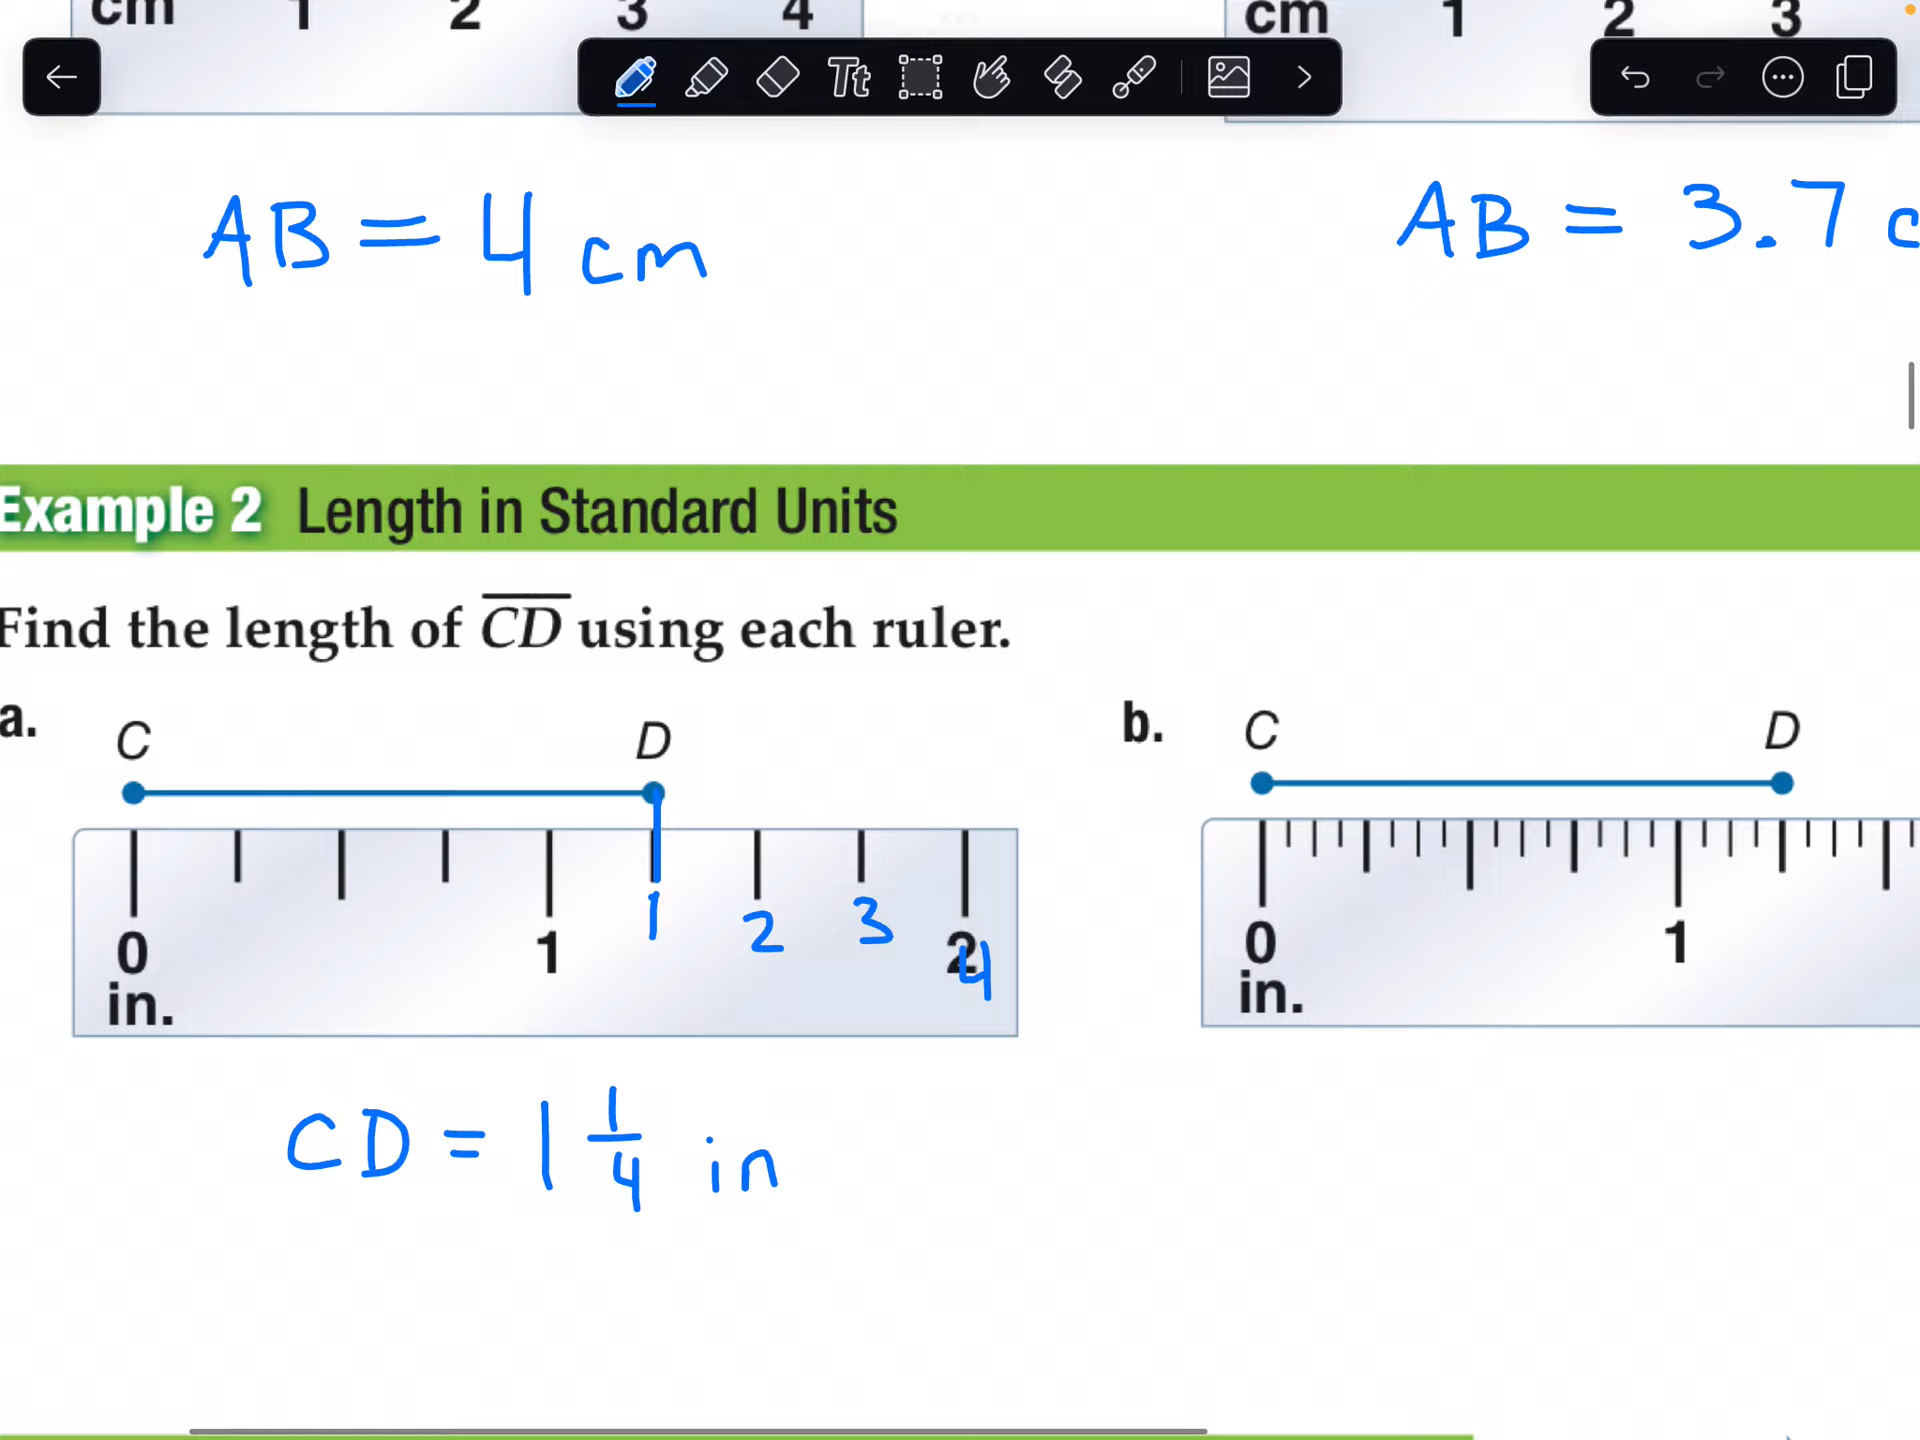 cm 1 2 3 4
cm 1 2 3
Tt
AB = 4 cm
AB = 3.7 c
Example 2 Length in Standard Units
Find the length of CD using each ruler.
a.
C D
0 1 2
in.
1 2 3 4
CD = 1 1/4 in
b.
C D
0 1
in.